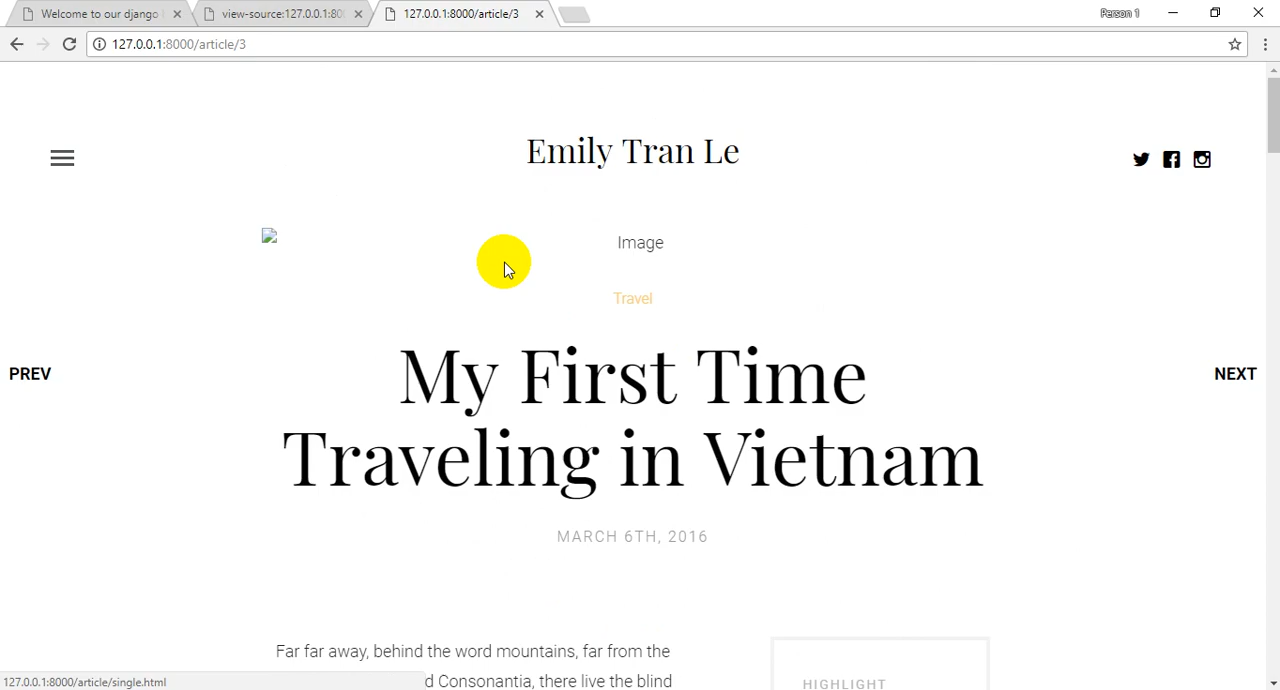 Welcome to our django
view-source:127.0.0.1:80
127.0.0.1:8000/article/3
Person 1
127.0.0.1:8000/article/3
Emily Tran Le
Image
Travel
PREV
My First Time
Traveling in Vietnam
NEXT
MARCH 6TH, 2016
Far far away, behind the word mountains, far from the
d Consonantia, there live the blind
HIGHLIGHT
127.0.0.1:8000/article/single.html